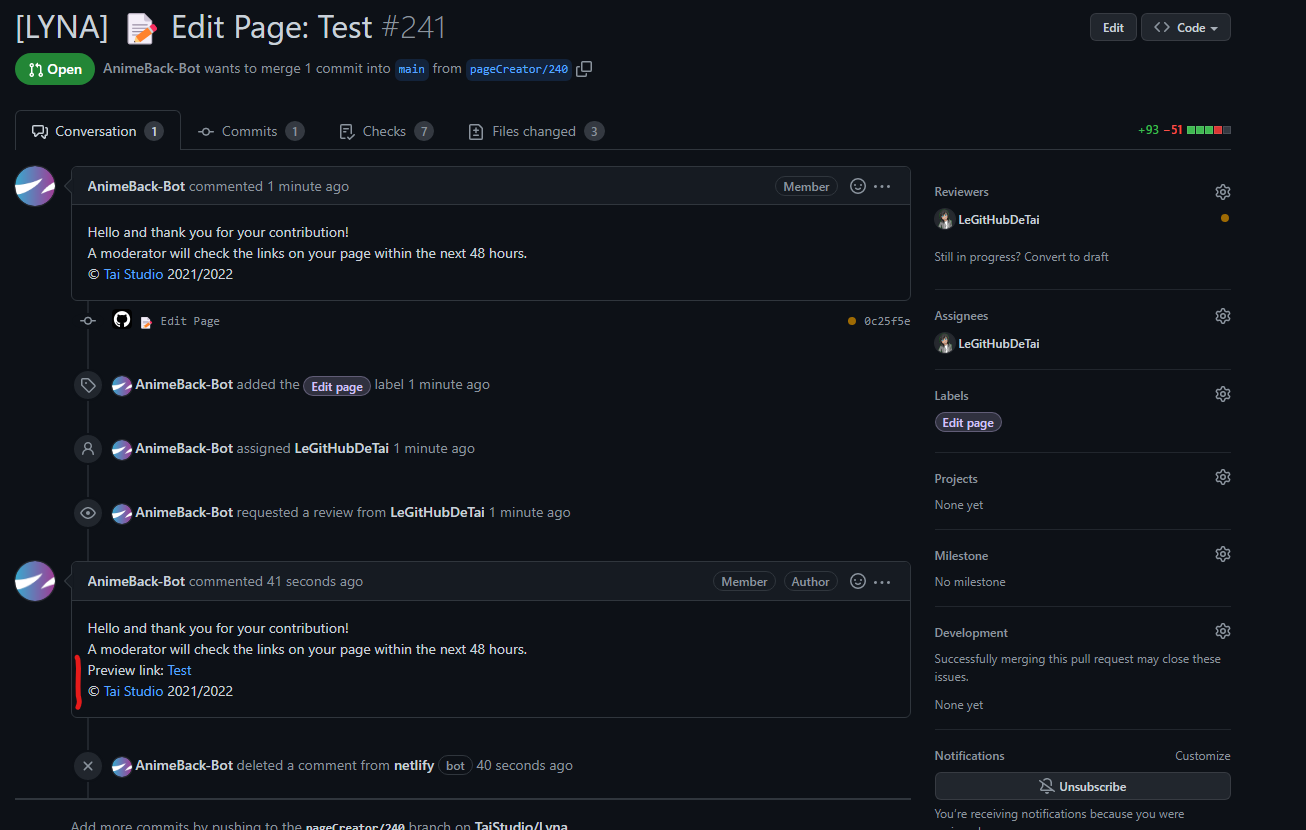 [LYNA] 📝 Edit Page: Test #241
Edit
Code
Open
AnimeBack-Bot wants to merge 1 commit into main from pageCreator/240
Conversation 1
Commits 1
Checks 7
Files changed 3
+93 −51
AnimeBack-Bot commented 1 minute ago
Member
Hello and thank you for your contribution!
A moderator will check the links on your page within the next 48 hours.
© Tai Studio 2021/2022
📝 Edit Page
0c25f5e
AnimeBack-Bot added the Edit page label 1 minute ago
AnimeBack-Bot assigned LeGitHubDeTai 1 minute ago
AnimeBack-Bot requested a review from LeGitHubDeTai 1 minute ago
AnimeBack-Bot commented 41 seconds ago
Member
Author
Hello and thank you for your contribution!
A moderator will check the links on your page within the next 48 hours.
Preview link: Test
© Tai Studio 2021/2022
AnimeBack-Bot deleted a comment from netlify bot 40 seconds ago
Add more commits by pushing to the pageCreator/240 branch on TaiStudio/Lyna
Reviewers
LeGitHubDeTai
Still in progress? Convert to draft
Assignees
LeGitHubDeTai
Labels
Edit page
Projects
None yet
Milestone
No milestone
Development
Successfully merging this pull request may close these
issues.
None yet
Notifications
Customize
Unsubscribe
You're receiving notifications because you were